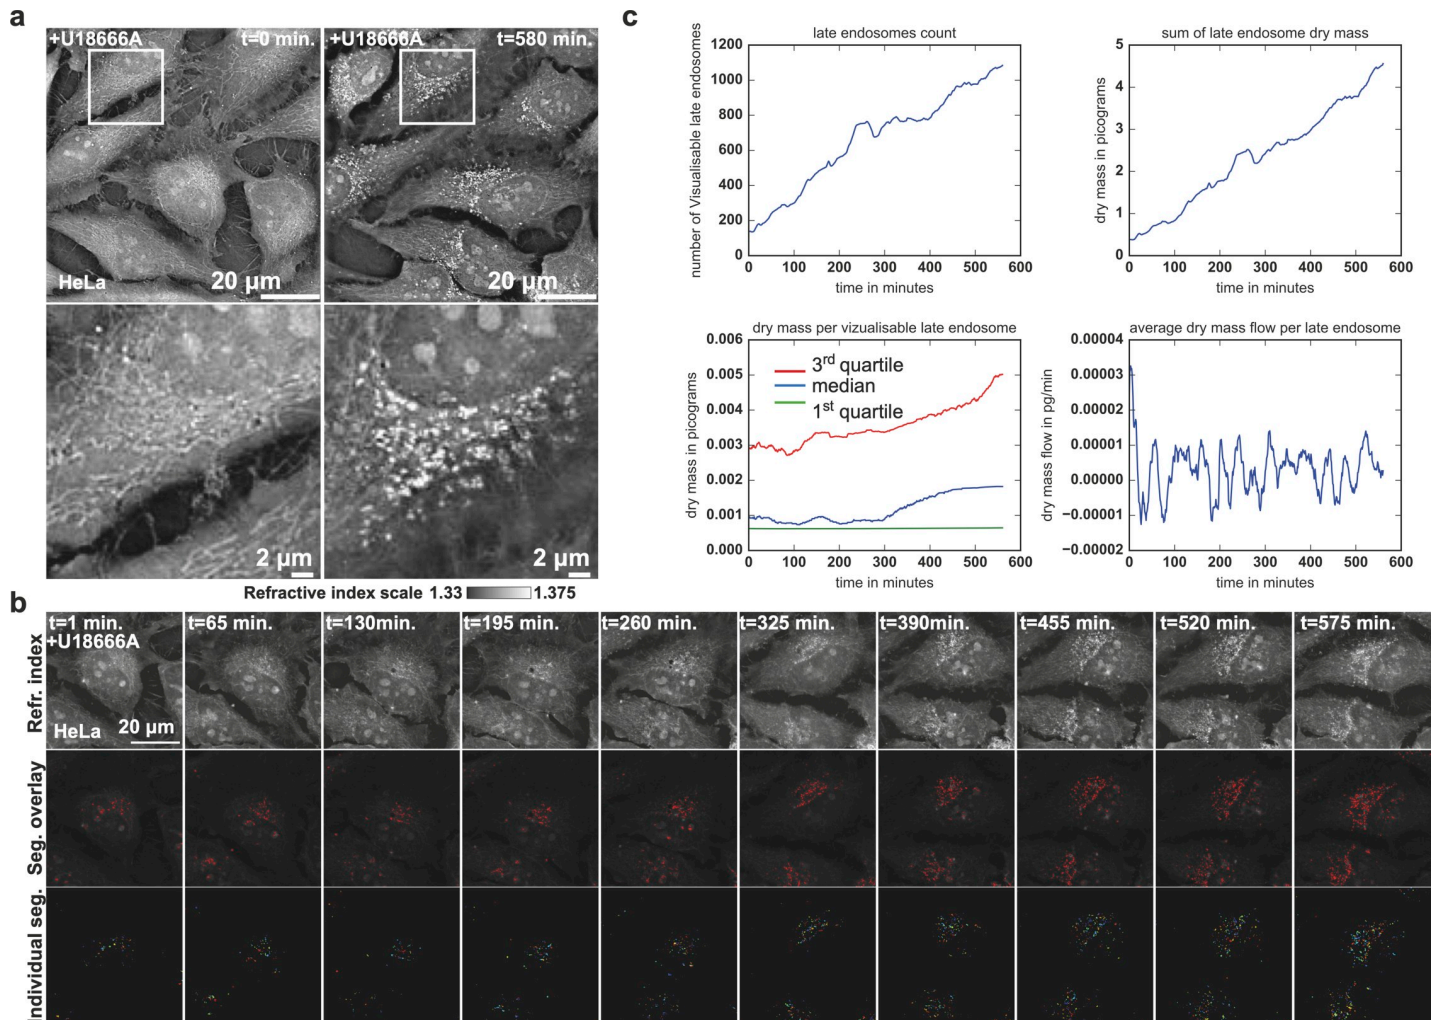 a
+U18666A t=0 min.
+U18666A t=580 min.
HeLa 20 µm
20 µm
2 µm
2 µm
Refractive index scale 1.33 1.375
b
t=1 min. t=65 min. t=130min. t=195 min. t=260 min. t=325 min. t=390min. t=455 min. t=520 min. t=575 min.
+U18666A
HeLa 20 µm
Refr. index
Seg. overlay
Individual seg.
c
late endosomes count
number of Visualisable late endosomes
1200
1000
800
600
400
200
0
0 100 200 300 400 500 600
time in minutes
sum of late endosome dry mass
dry mass in picograms
5
4
3
2
1
0
0 100 200 300 400 500 600
time in minutes
dry mass per vizualisable late endosome
dry mass in picograms
0.006
0.005
0.004
0.003
0.002
0.001
0.000
3rd quartile
median
1st quartile
0 100 200 300 400 500 600
time in minutes
average dry mass flow per late endosome
dry mass flow in pg/min
0.00004
0.00003
0.00002
0.00001
0.00000
−0.00001
−0.00002
0 100 200 300 400 500 600
time in minutes